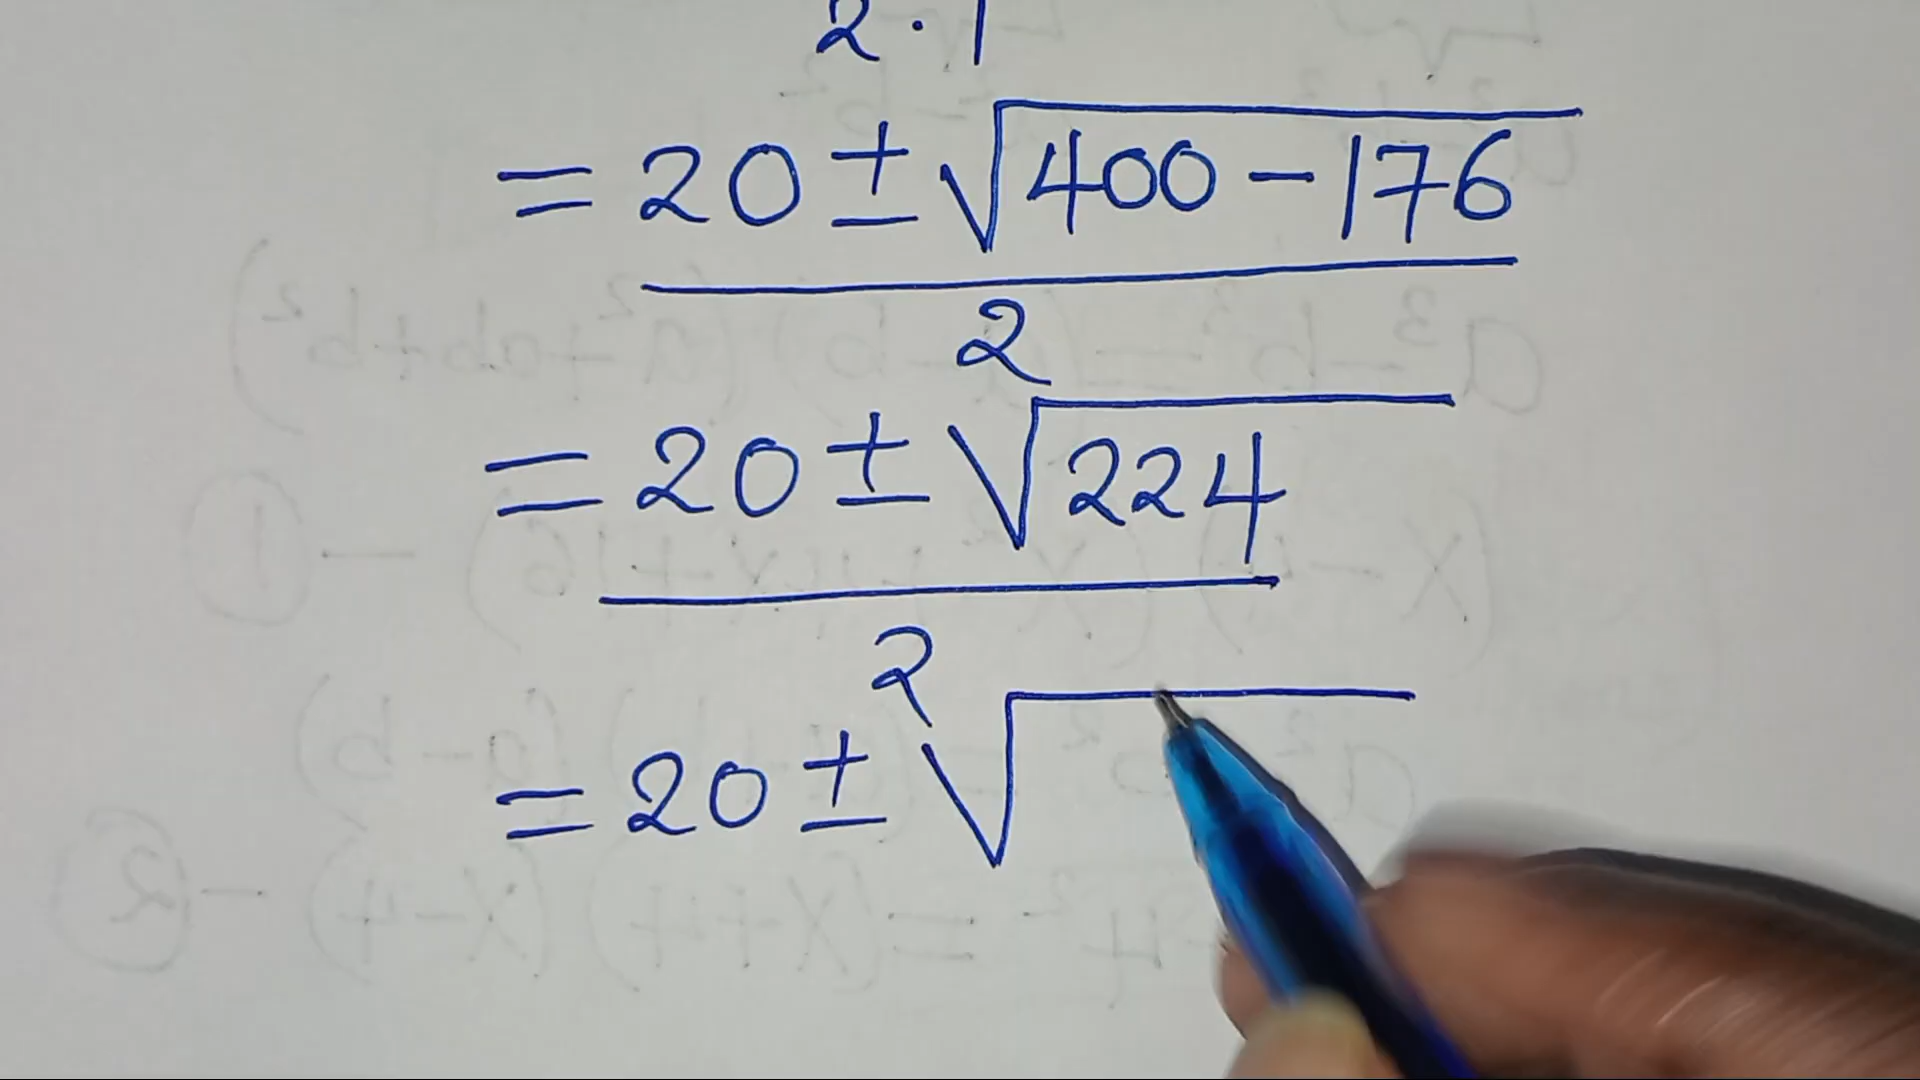 2 · 1
= 20 ± √400 - 176
2
= 20 ± √224
2
= 20 ± √